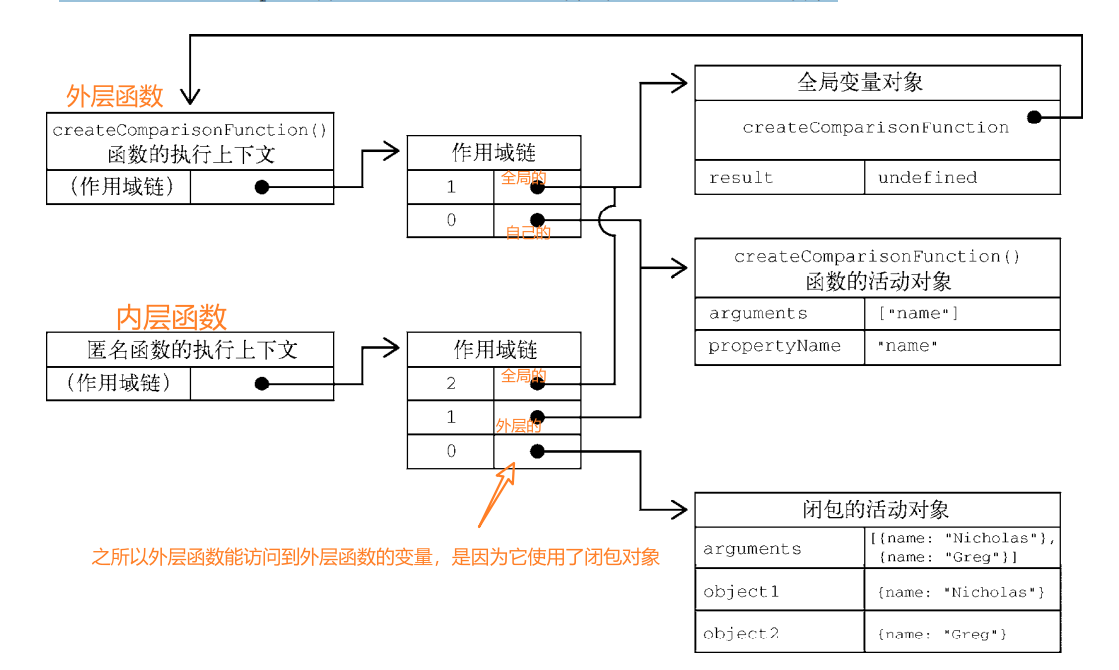 外层函数
createComparisonFunction()
函数的执行上下文
(作用域链)
作用域链
1 全局的
0 自己的
全局变量对象
createComparisonFunction
result undefined
createComparisonFunction()
函数的活动对象
arguments ["name"]
propertyName "name"
内层函数
匿名函数的执行上下文
(作用域链)
作用域链
2 全局的
1 外层的
0
之所以外层函数能访问到外层函数的变量，是因为它使用了闭包对象
闭包的活动对象
arguments [{name: "Nicholas"},
{name: "Greg"}]
object1 {name: "Nicholas"}
object2 {name: "Greg"}